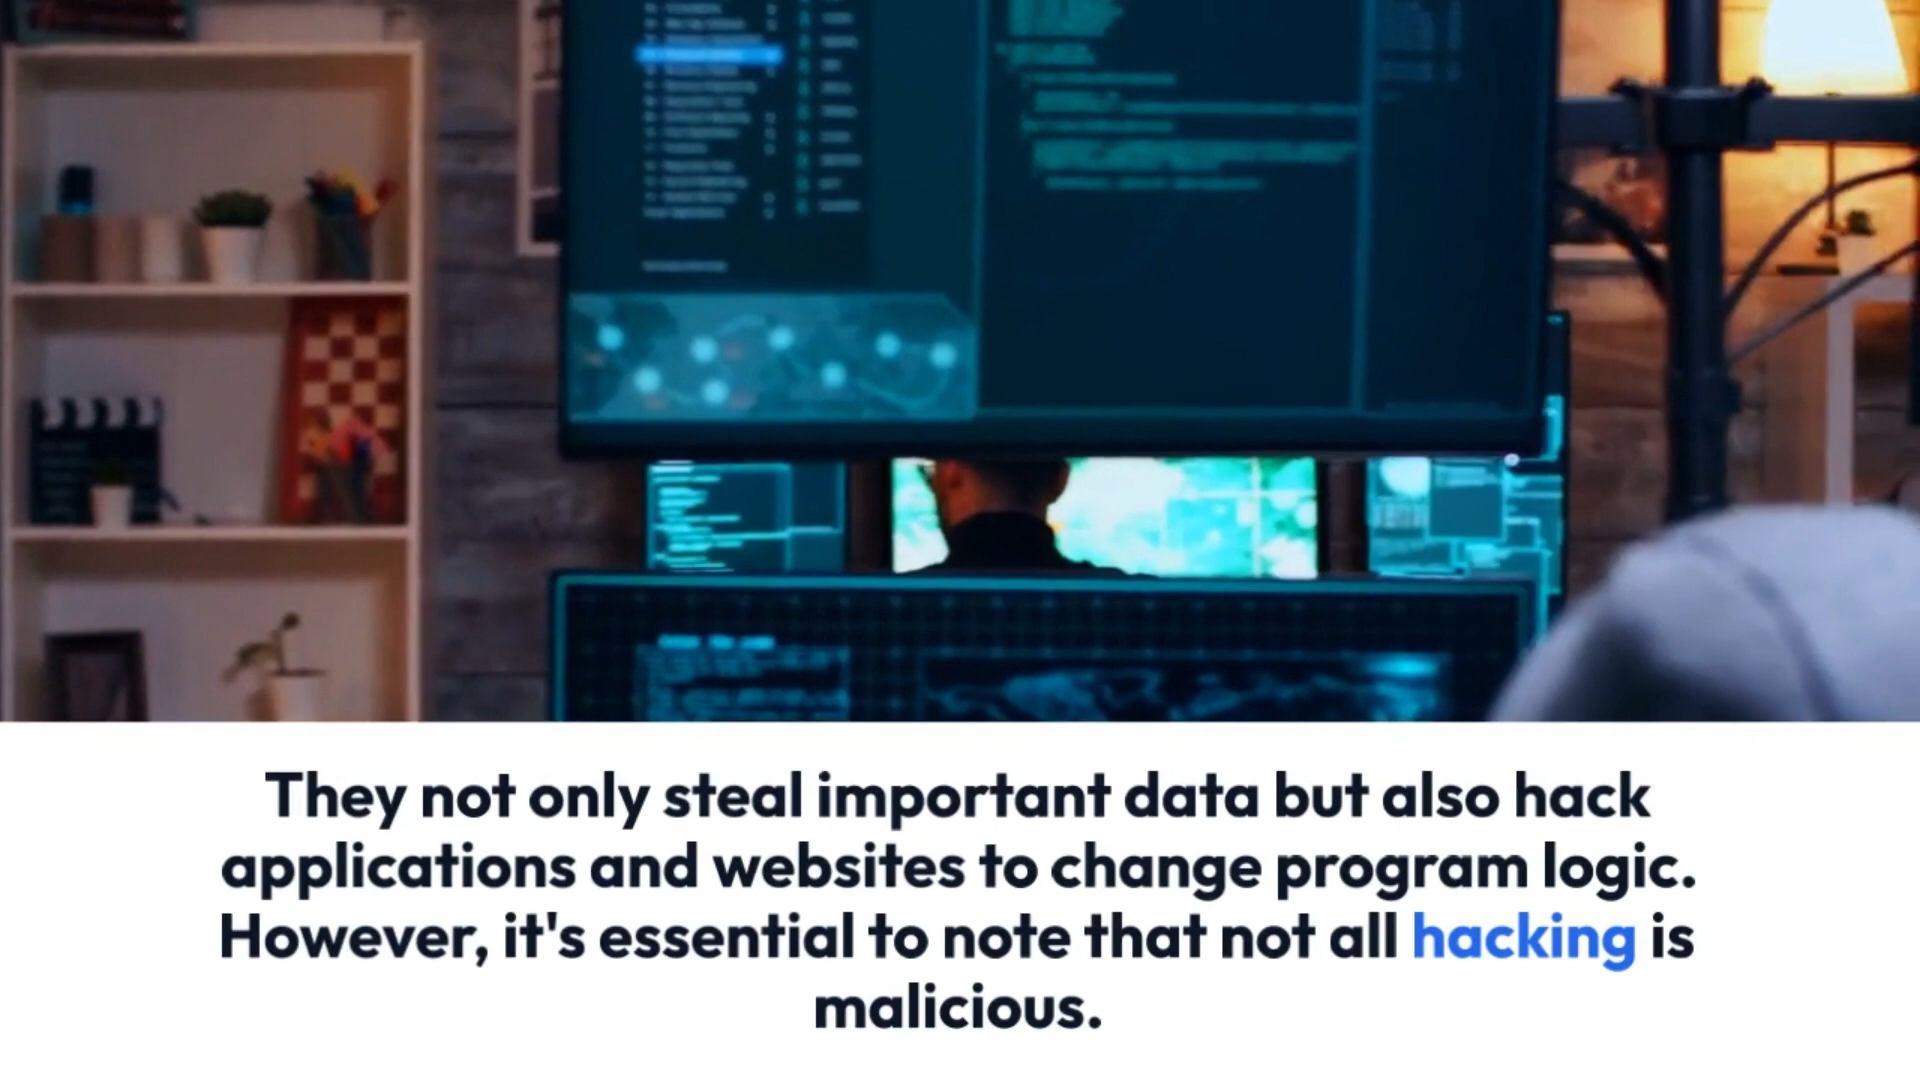 They not only steal important data but also hack
applications and websites to change program logic.
However, it's essential to note that not all hacking is
malicious.